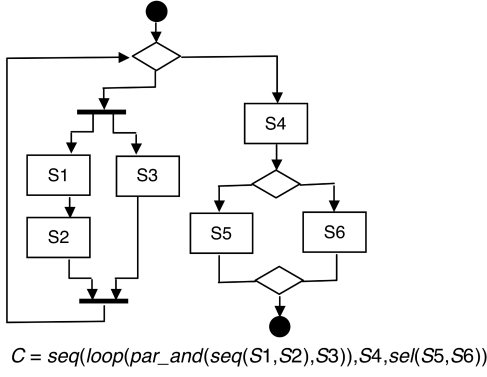 S4
S1
S3
S2
S5
S6
C = seq(loop(par_and(seq(S1,S2),S3)),S4,sel(S5,S6))